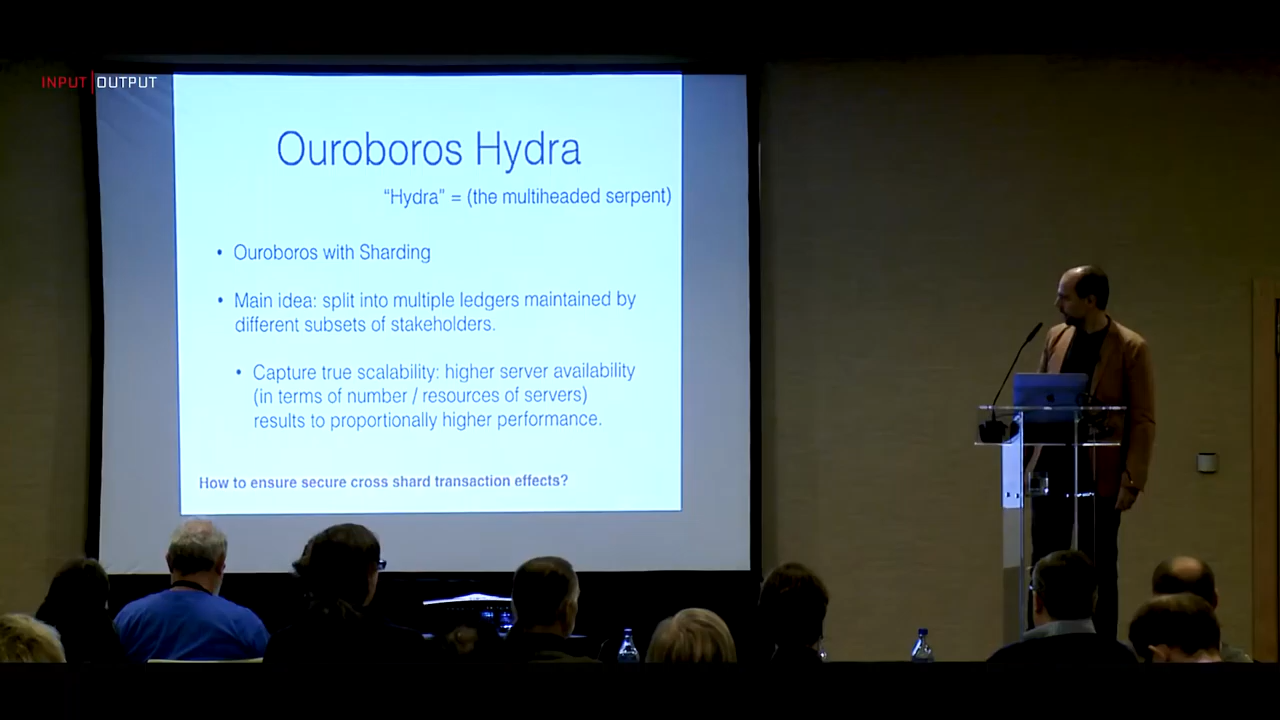 INPUT|OUTPUT
Ouroboros Hydra
"Hydra" = (the multiheaded serpent)
• Ouroboros with Sharding
• Main idea: split into multiple ledgers maintained by
different subsets of stakeholders.
• Capture true scalability: higher server availability
(in terms of number / resources of servers)
results to proportionally higher performance.
How to ensure secure cross shard transaction effects?